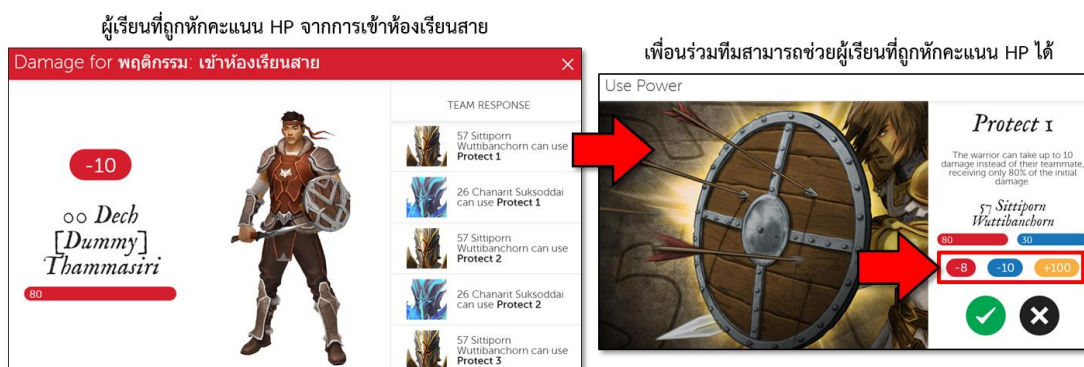 ผู้เรียนที่ถูกหักคะแนน HP จากการเข้าห้องเรียนสาย
Damage for พฤติกรรม: เข้าห้องเรียนสาย
-10
00 Dech
[Dummy]
Thammasiri
80
TEAM RESPONSE
57 Sittiporn
Wuttibanchorn can use
Protect 1
26 Chanarit Suksoddai
can use Protect 1
57 Sittiporn
Wuttibanchorn can use
Protect 2
26 Chanarit Suksoddai
can use Protect 2
57 Sittiporn
Wuttibanchorn can use
Protect 3
เพื่อนร่วมทีมสามารถช่วยผู้เรียนที่ถูกหักคะแนน HP ได้
Use Power
Protect 1
The warrior can take up to 10
damage instead of their teammate,
receiving only 80% of the initial
damage.
57 Sittiporn
Wuttibanchorn
80 30
-8 -10 +100